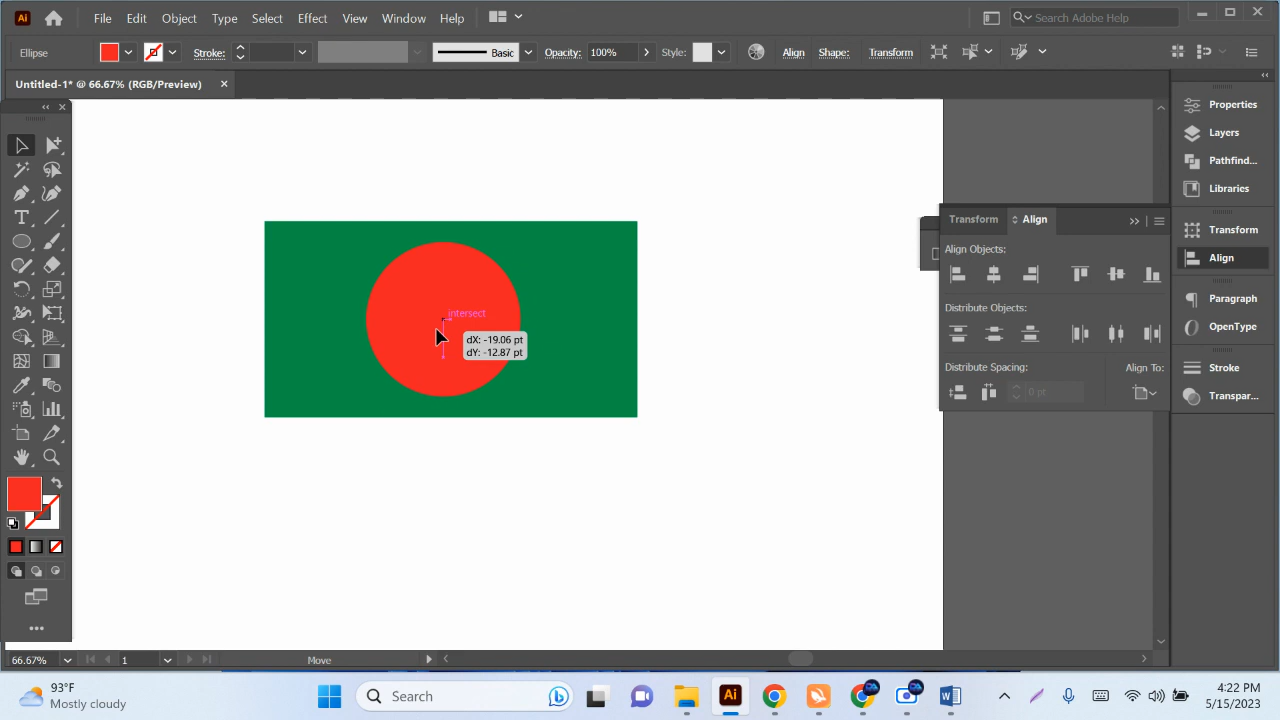 Ai File Edit Object Type Select Effect View Window Help Search Adobe Help
Ellipse Stroke: Basic Opacity: 100% Style: Align Shape: Transform
Untitled-1* @ 66.67% (RGB/Preview) ×
Properties
Layers
Pathfind...
Libraries
Transform Align
Transform
Align Objects:
Align
Paragraph
Distribute Objects:
intersect
OpenType
dX: -19.06 pt
dY: -12.87 pt
Distribute Spacing: Align To:
Stroke
0 pt
Transpar...
66.67% 1 Move
93°F
Mostly cloudy
Search
Ai
4:22 PM
5/15/2023